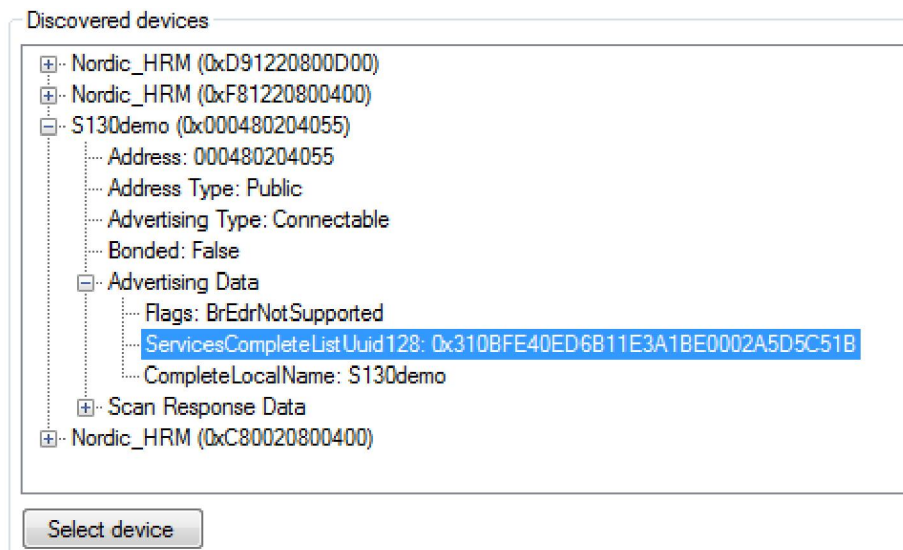 Discovered devices
Nordic_HRM (0xD91220800D00)
Nordic_HRM (0xF81220800400)
S130demo (0x000480204055)
Address: 000480204055
Address Type: Public
Advertising Type: Connectable
Bonded: False
Advertising Data
Flags: BrEdrNotSupported
ServicesCompleteListUuid128: 0x310BFE40ED6B11E3A1BE0002A5D5C51B
CompleteLocalName: S130demo
Scan Response Data
Nordic_HRM (0xC80020800400)
Select device